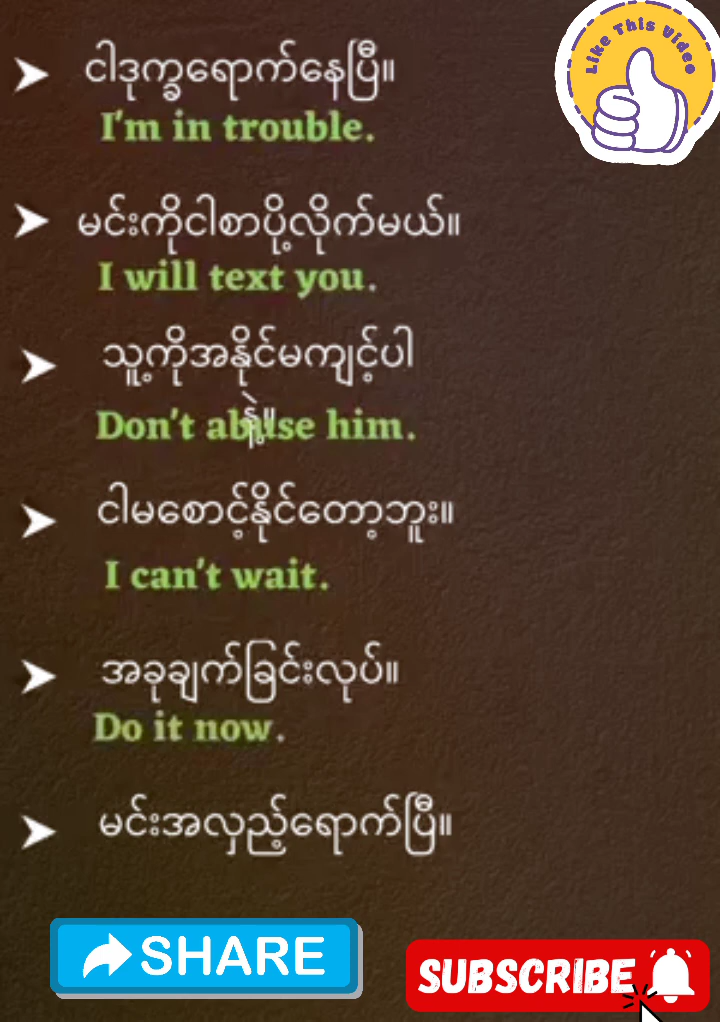 Like This Video
ငါဒုက္ခရောက်နေပြီ။
I'm in trouble.
မင်းကိုငါစာပို့လိုက်မယ်။
I will text you.
သူ့ကိုအနိုင်မကျင့်ပါ
နဲ့။
Don't abuse him.
ငါမစောင့်နိုင်တော့ဘူး။
I can't wait.
အခုချက်ခြင်းလုပ်။
Do it now.
မင်းအလှည့်ရောက်ပြီ။
SHARE
SUBSCRIBE